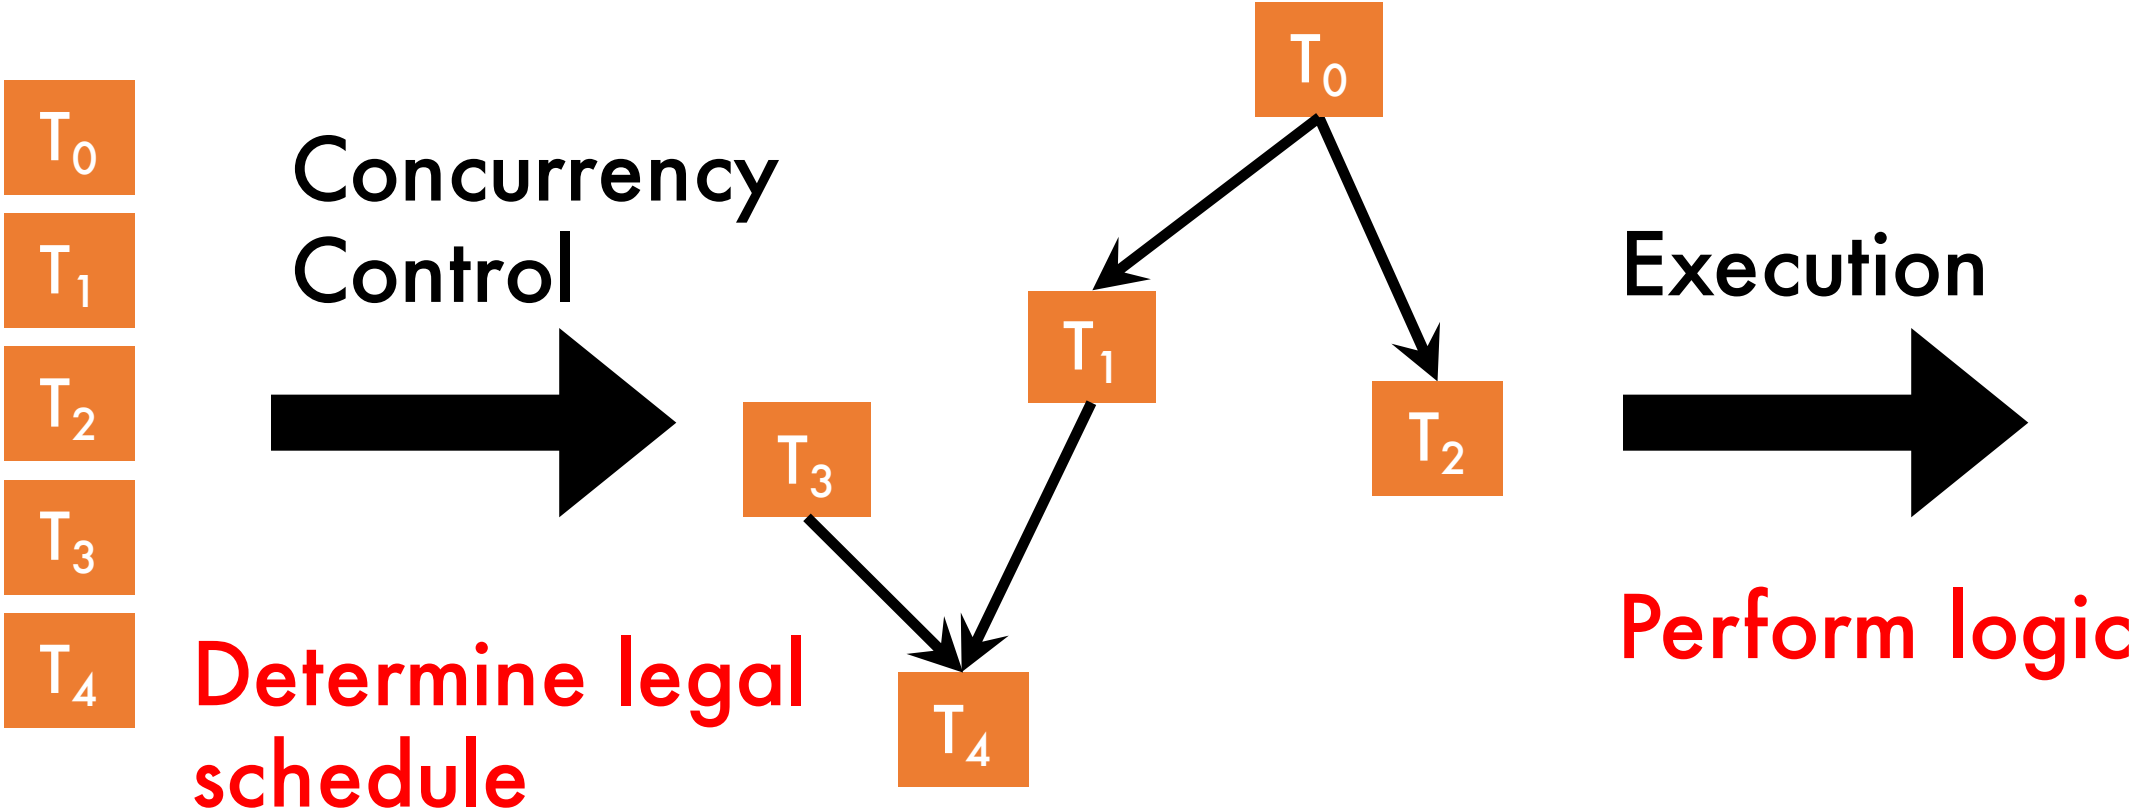 T0
T1
T2
T3
T4
Concurrency
Control
Determine legal
schedule
T0
T1
T2
T3
T4
Execution
Perform logic